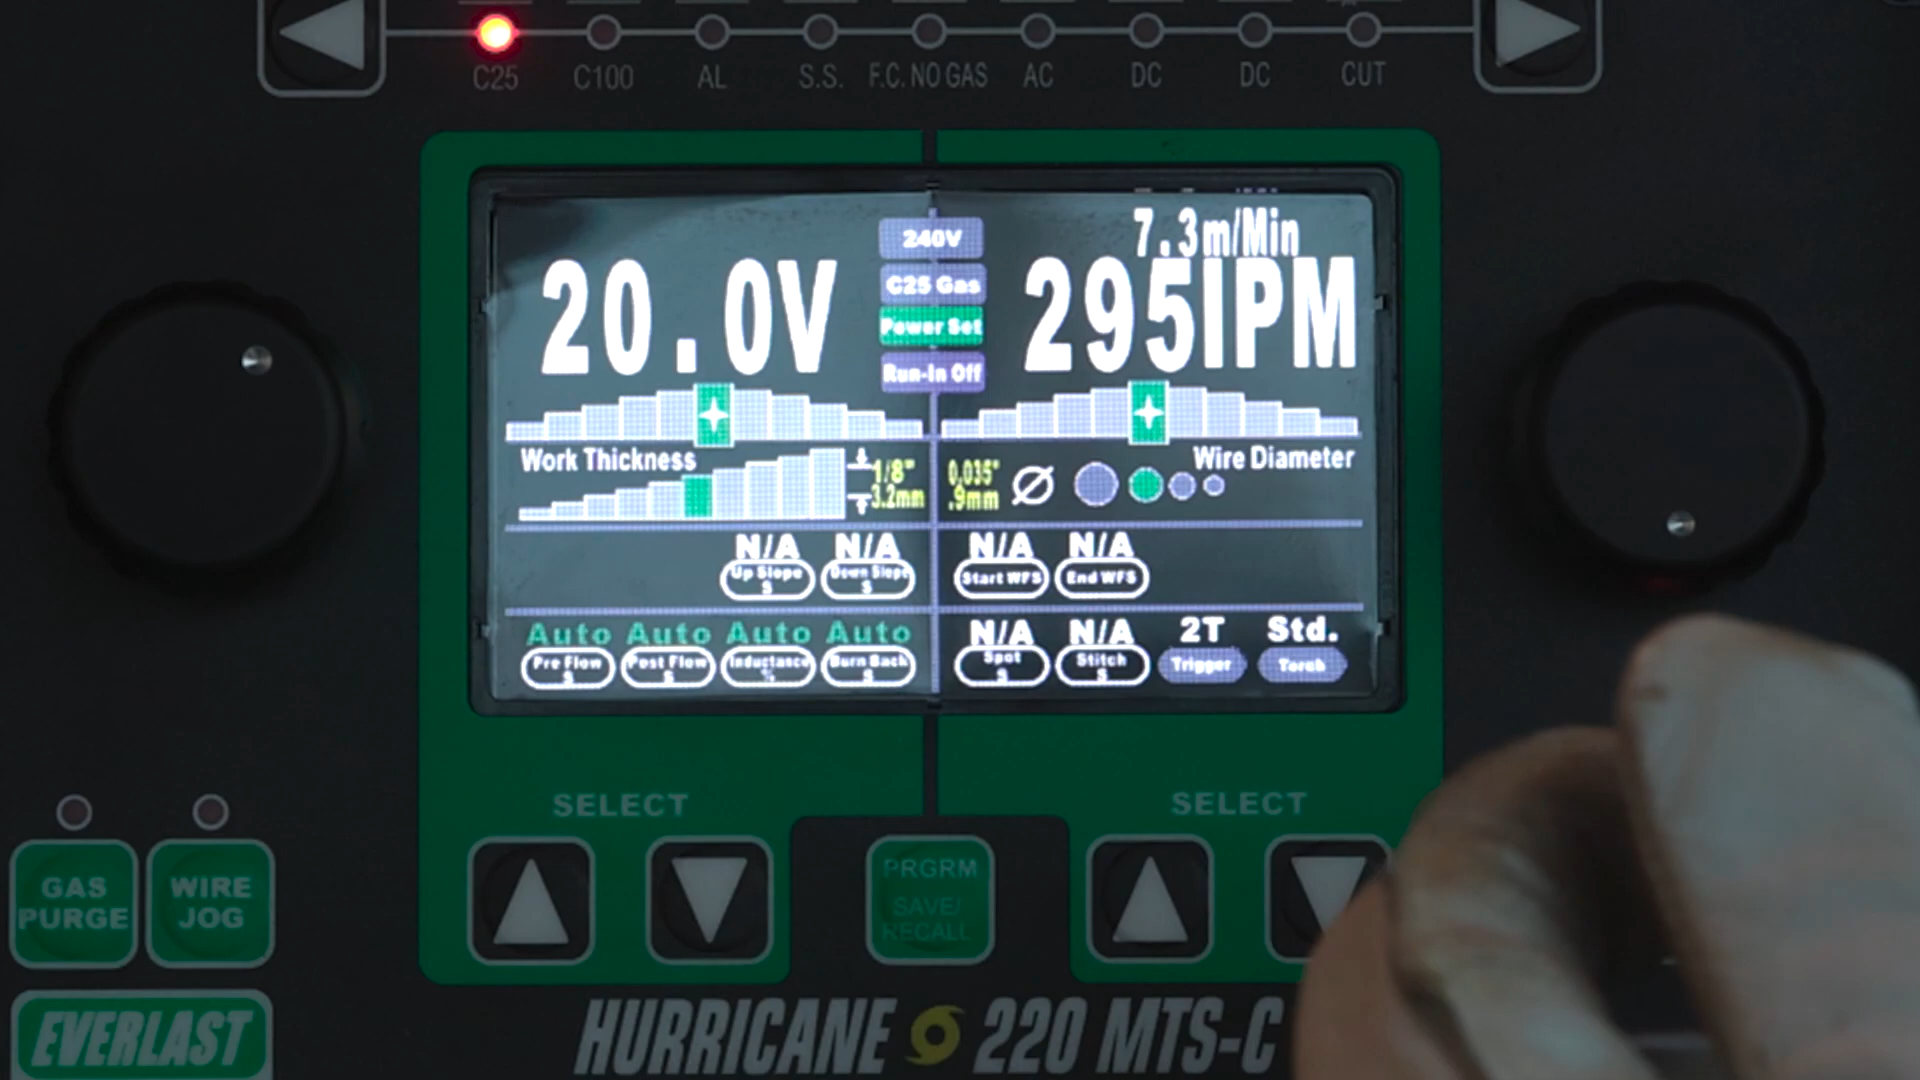 C25 C100 AL S.S. F.C. NO GAS AC DC DC CUT
240V
7.3m/Min
20.0V
C25 Gas
295IPM
Power Set
Run-In Off
Work Thickness
1/8"
3.2mm
0.035"
.9mm
Wire Diameter
N/A N/A N/A N/A
Up Slope Down Slope Start WFS End WFS
S S
Auto Auto Auto Auto N/A N/A 2T Std.
Pre Flow Post Flow Inductance Burn Back Spot Stitch Trigger Torch
S S % S S S
SELECT SELECT
GAS
PURGE
WIRE
JOG
PRGRM
SAVE/
RECALL
EVERLAST
HURRICANE 220 MTS-C